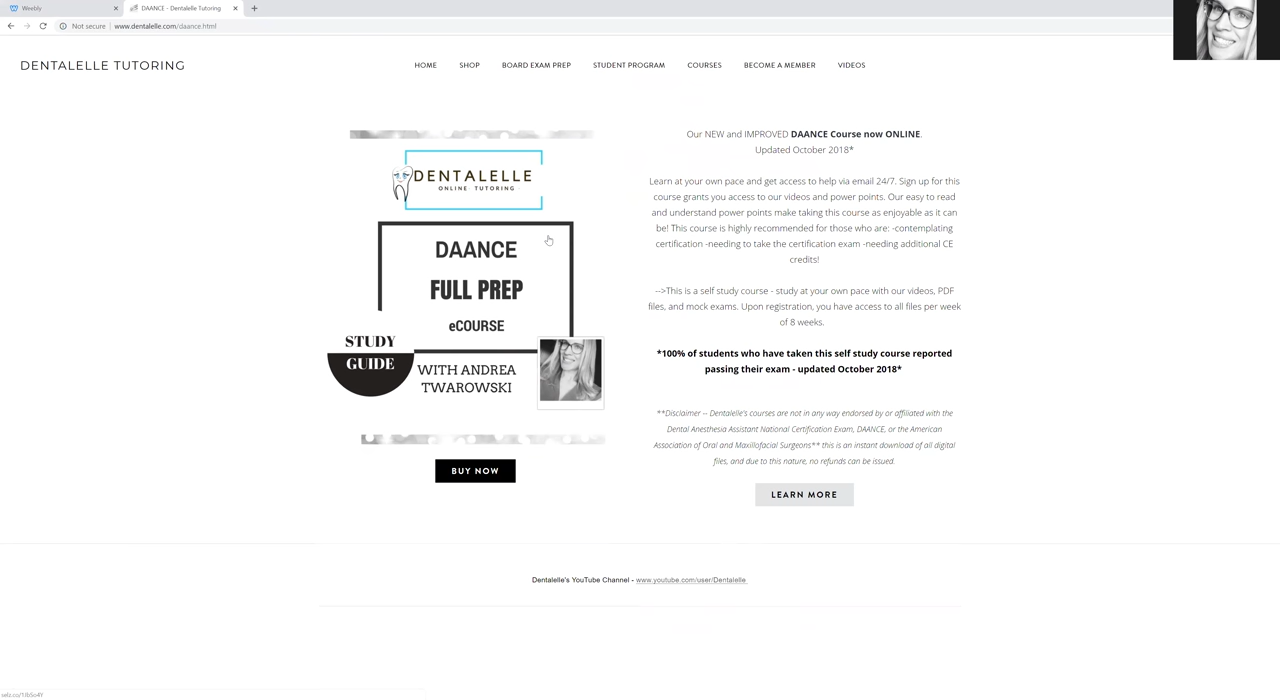 Weebly
DAANCE - Dentalelle Tutoring
Not secure | www.dentalelle.com/daance.html
DENTALELLE TUTORING
HOME SHOP BOARD EXAM PREP STUDENT PROGRAM COURSES BECOME A MEMBER VIDEOS
DENTALELLE
ONLINE TUTORING
DAANCE
FULL PREP
eCOURSE
STUDY
GUIDE
WITH ANDREA
TWAROWSKI
BUY NOW
Our NEW and IMPROVED DAANCE Course now ONLINE.
Updated October 2018*
Learn at your own pace and get access to help via email 24/7. Sign up for this
course grants you access to our videos and power points. Our easy to read
and understand power points make taking this course as enjoyable as it can
be! This course is highly recommended for those who are: -contemplating
certification -needing to take the certification exam -needing additional CE
credits!
-->This is a self study course - study at your own pace with our videos, PDF
files, and mock exams. Upon registration, you have access to all files per week
of 8 weeks.
*100% of students who have taken this self study course reported
passing their exam - updated October 2018*
**Disclaimer -- Dentalelle's courses are not in any way endorsed by or affiliated with the
Dental Anesthesia Assistant National Certification Exam, DAANCE, or the American
Association of Oral and Maxillofacial Surgeons** this is an instant download of all digital
files, and due to this nature, no refunds can be issued.
LEARN MORE
Dentalelle's YouTube Channel - www.youtube.com/user/Dentalelle